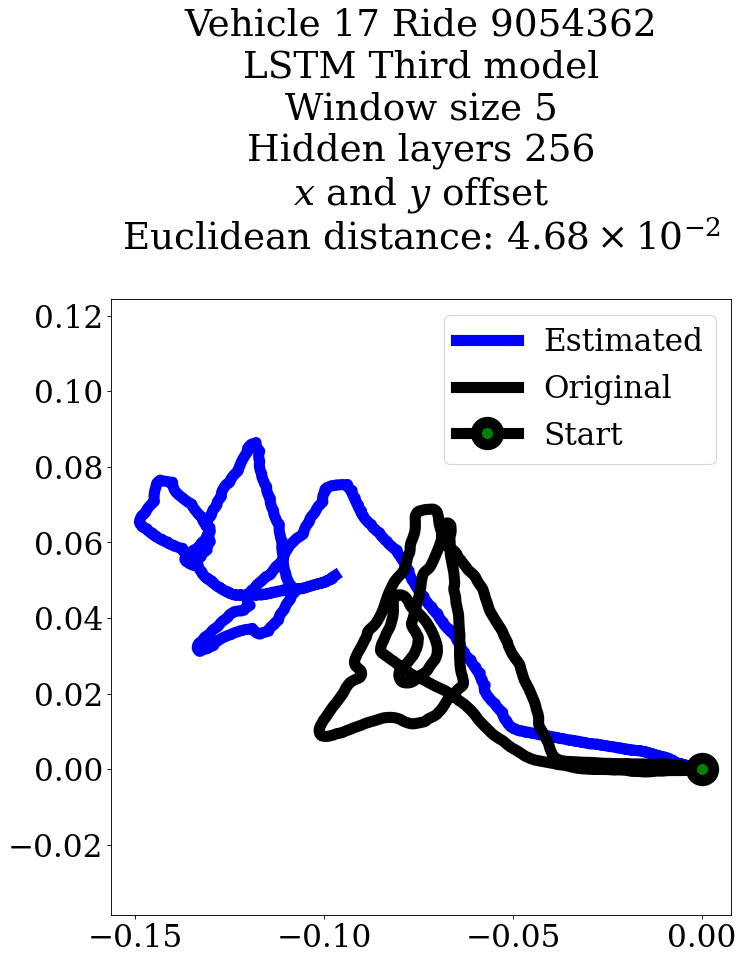 Vehicle 17 Ride 9054362
LSTM Third model
Window size 5
Hidden layers 256
x and y offset
Euclidean distance: 4.68 × 10⁻²
Estimated
Original
Start
0.12
0.10
0.08
0.06
0.04
0.02
0.00
−0.02
−0.15 −0.10 −0.05 0.00